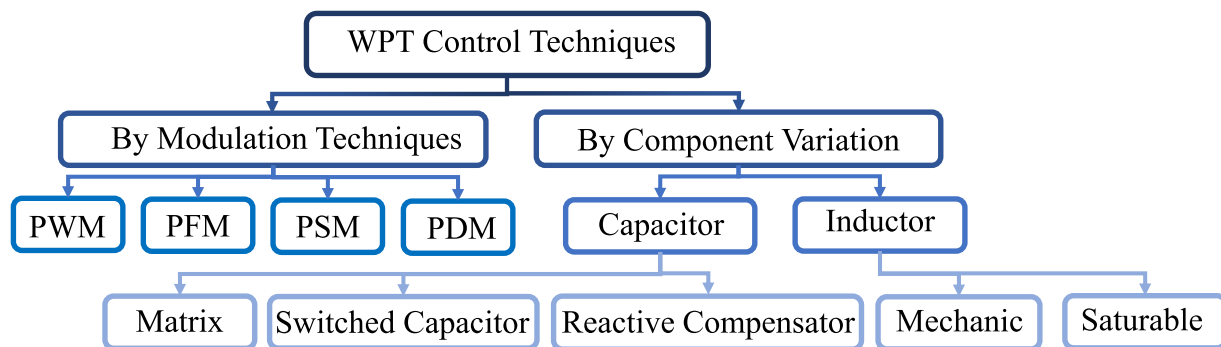 WPT Control Techniques
By Modulation Techniques
By Component Variation
PWM
PFM
PSM
PDM
Capacitor
Inductor
Matrix
Switched Capacitor
Reactive Compensator
Mechanic
Saturable